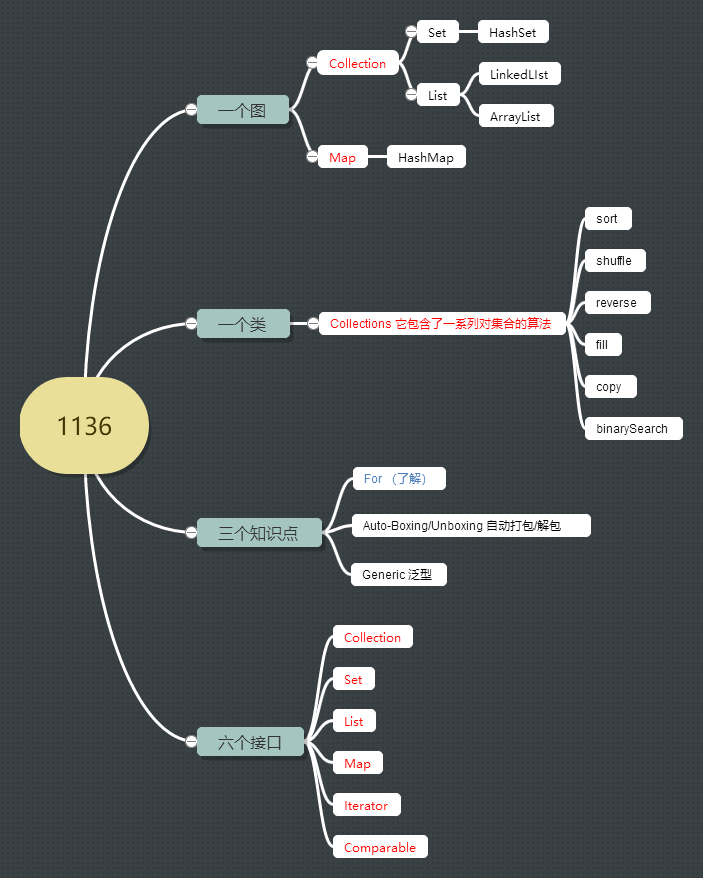 1136
一个图
Collection
Set
HashSet
List
LinkedLIst
ArrayList
Map
HashMap
一个类
Collections 它包含了一系列对集合的算法
sort
shuffle
reverse
fill
copy
binarySearch
三个知识点
For （了解）
Auto-Boxing/Unboxing 自动打包/解包
Generic 泛型
六个接口
Collection
Set
List
Map
Iterator
Comparable